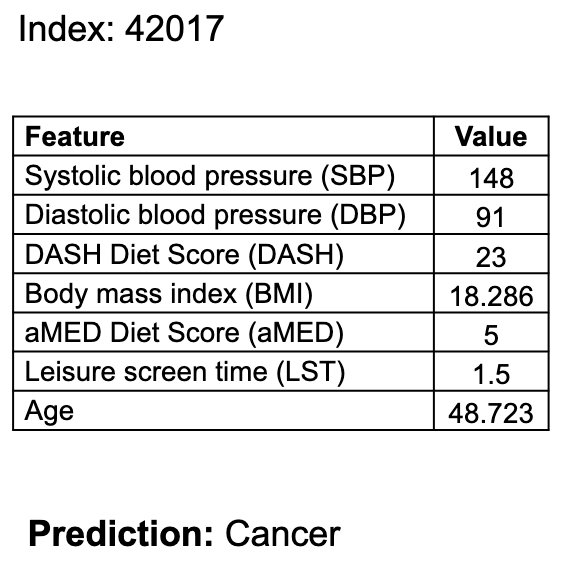 Index: 42017
Feature Value
Systolic blood pressure (SBP) 148
Diastolic blood pressure (DBP) 91
DASH Diet Score (DASH) 23
Body mass index (BMI) 18.286
aMED Diet Score (aMED) 5
Leisure screen time (LST) 1.5
Age 48.723
Prediction: Cancer